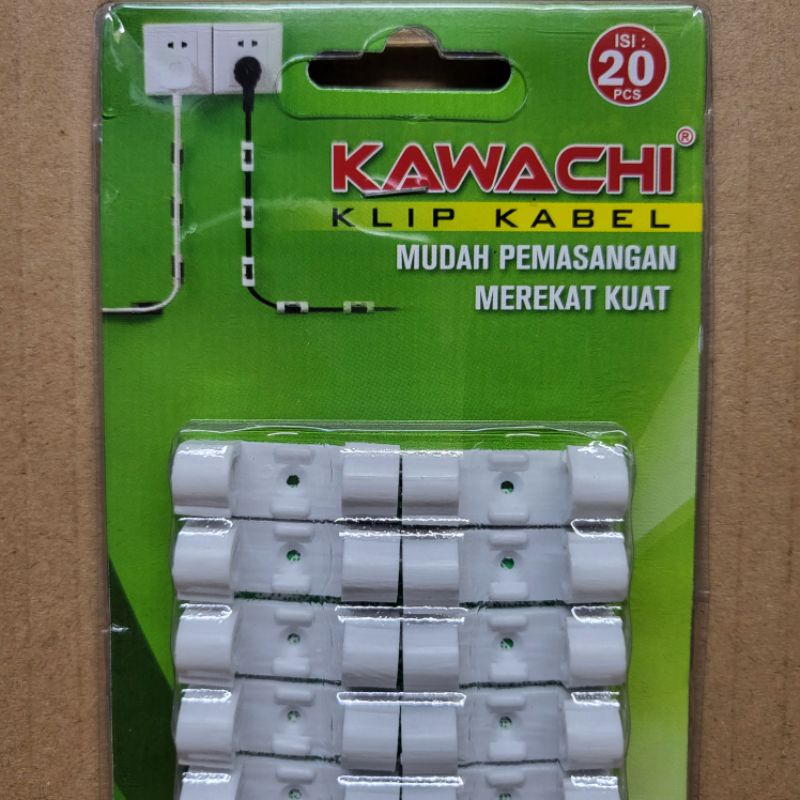 ISI :
20
PCS
KAWACHI®
KLIP KABEL
MUDAH PEMASANGAN
MEREKAT KUAT